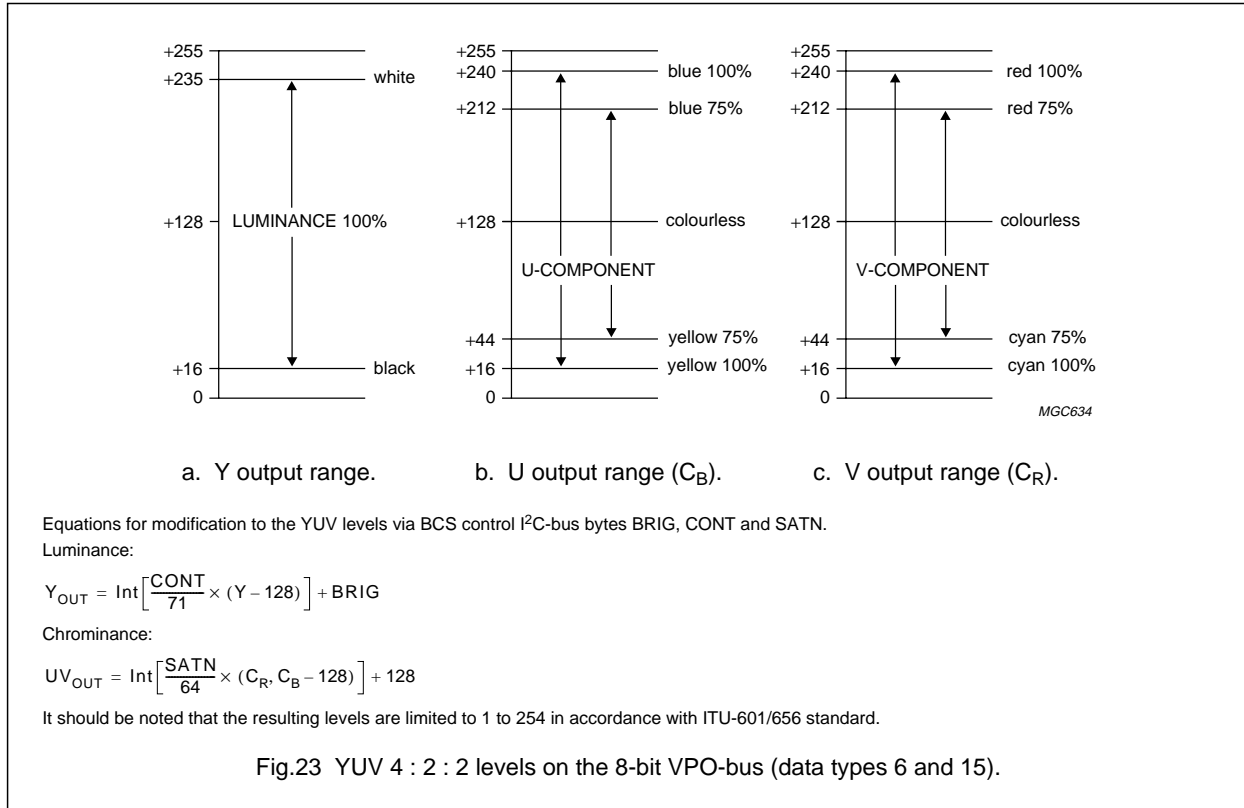 +255
+235
white
+128
LUMINANCE 100%
+16
black
0
+255
+240
blue 100%
+212
blue 75%
+128
colourless
U-COMPONENT
+44
yellow 75%
+16
yellow 100%
0
+255
+240
red 100%
+212
red 75%
+128
colourless
V-COMPONENT
+44
cyan 75%
+16
cyan 100%
0
MGC634
a. Y output range.
b. U output range (C_B).
c. V output range (C_R).
Equations for modification to the YUV levels via BCS control I²C-bus bytes BRIG, CONT and SATN.
Luminance:
Y_OUT = Int[CONT/71 × (Y – 128)] + BRIG
Chrominance:
UV_OUT = Int[SATN/64 × (C_R, C_B – 128)] + 128
It should be noted that the resulting levels are limited to 1 to 254 in accordance with ITU-601/656 standard.
Fig.23 YUV 4 : 2 : 2 levels on the 8-bit VPO-bus (data types 6 and 15).